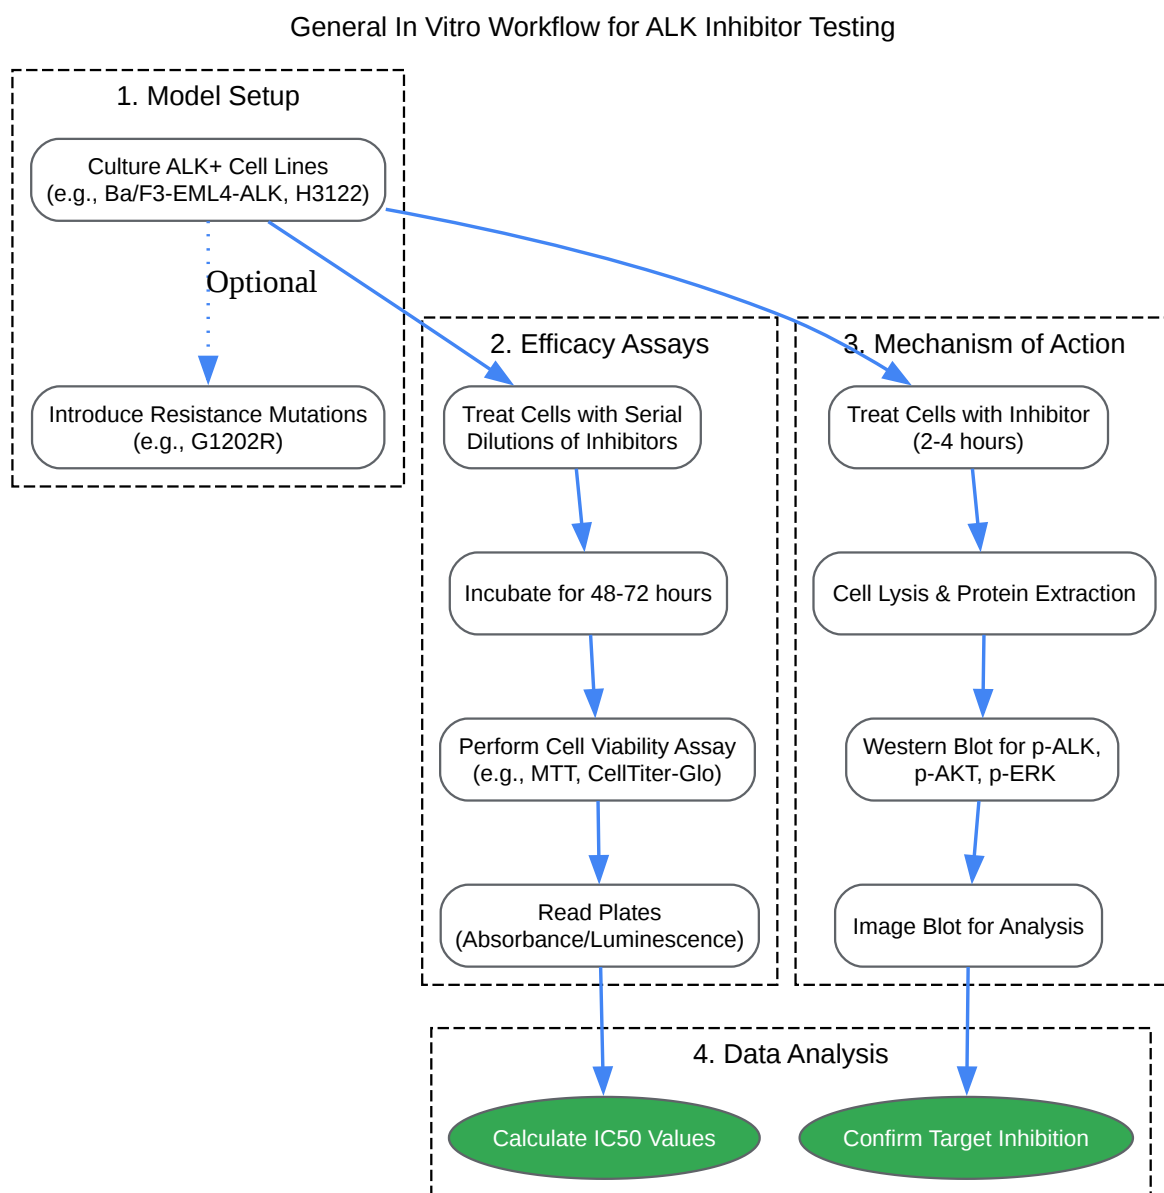 General In Vitro Workflow for ALK Inhibitor Testing
1. Model Setup
Culture ALK+ Cell Lines
(e.g., Ba/F3-EML4-ALK, H3122)
Optional
Introduce Resistance Mutations
(e.g., G1202R)
2. Efficacy Assays
Treat Cells with Serial
Dilutions of Inhibitors
Incubate for 48-72 hours
Perform Cell Viability Assay
(e.g., MTT, CellTiter-Glo)
Read Plates
(Absorbance/Luminescence)
3. Mechanism of Action
Treat Cells with Inhibitor
(2-4 hours)
Cell Lysis & Protein Extraction
Western Blot for p-ALK,
p-AKT, p-ERK
Image Blot for Analysis
4. Data Analysis
Calculate IC50 Values
Confirm Target Inhibition